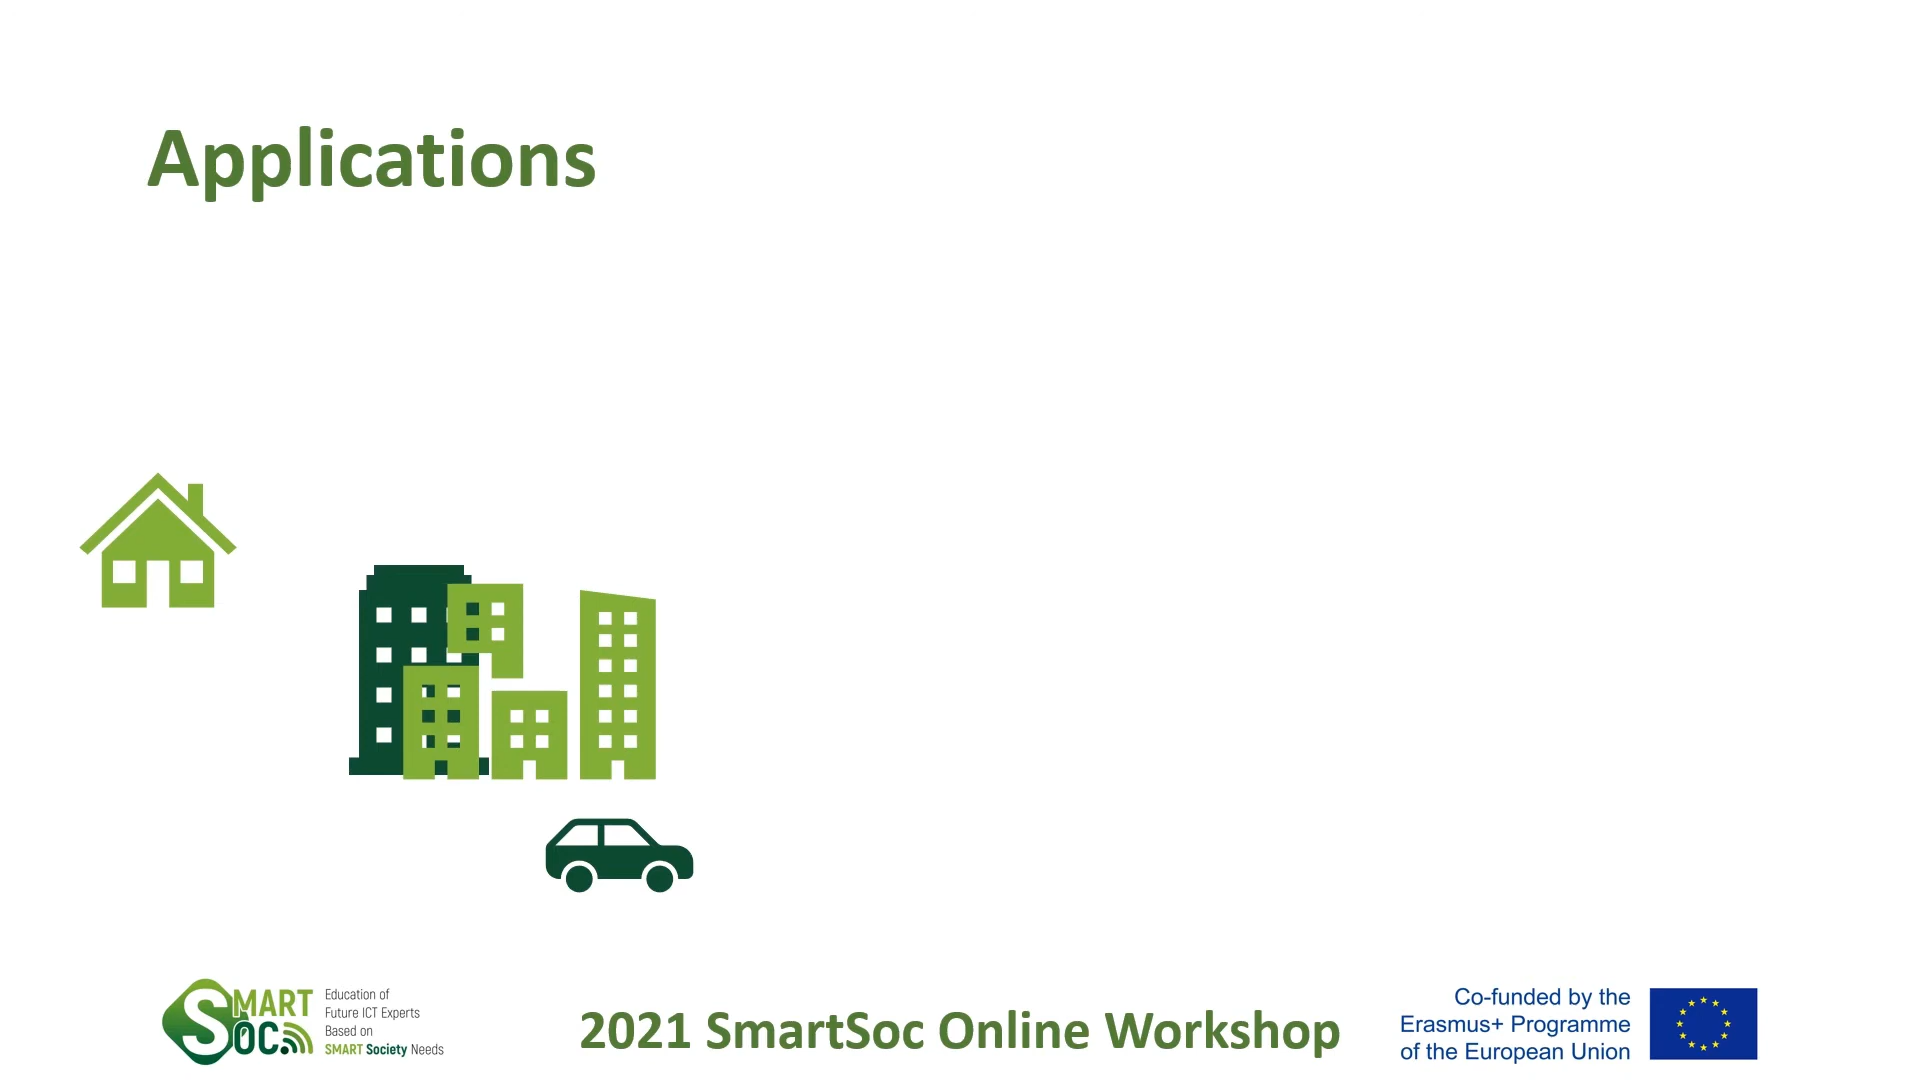 Applications
SMART
SOC.
Education of
Future ICT Experts
Based on
SMART Society Needs
2021 SmartSoc Online Workshop
Co-funded by the
Erasmus+ Programme
of the European Union